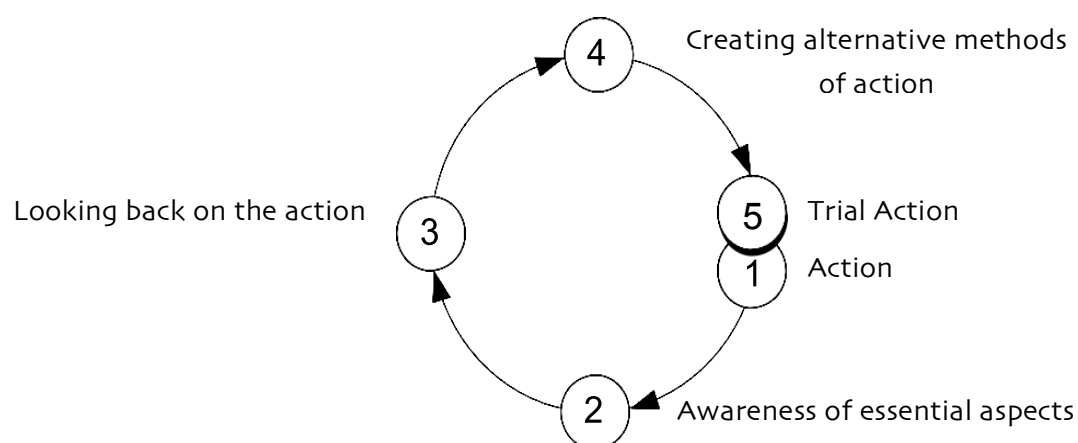 4
Creating alternative methods
of action
Looking back on the action
3
5
Trial Action
1
Action
2
Awareness of essential aspects